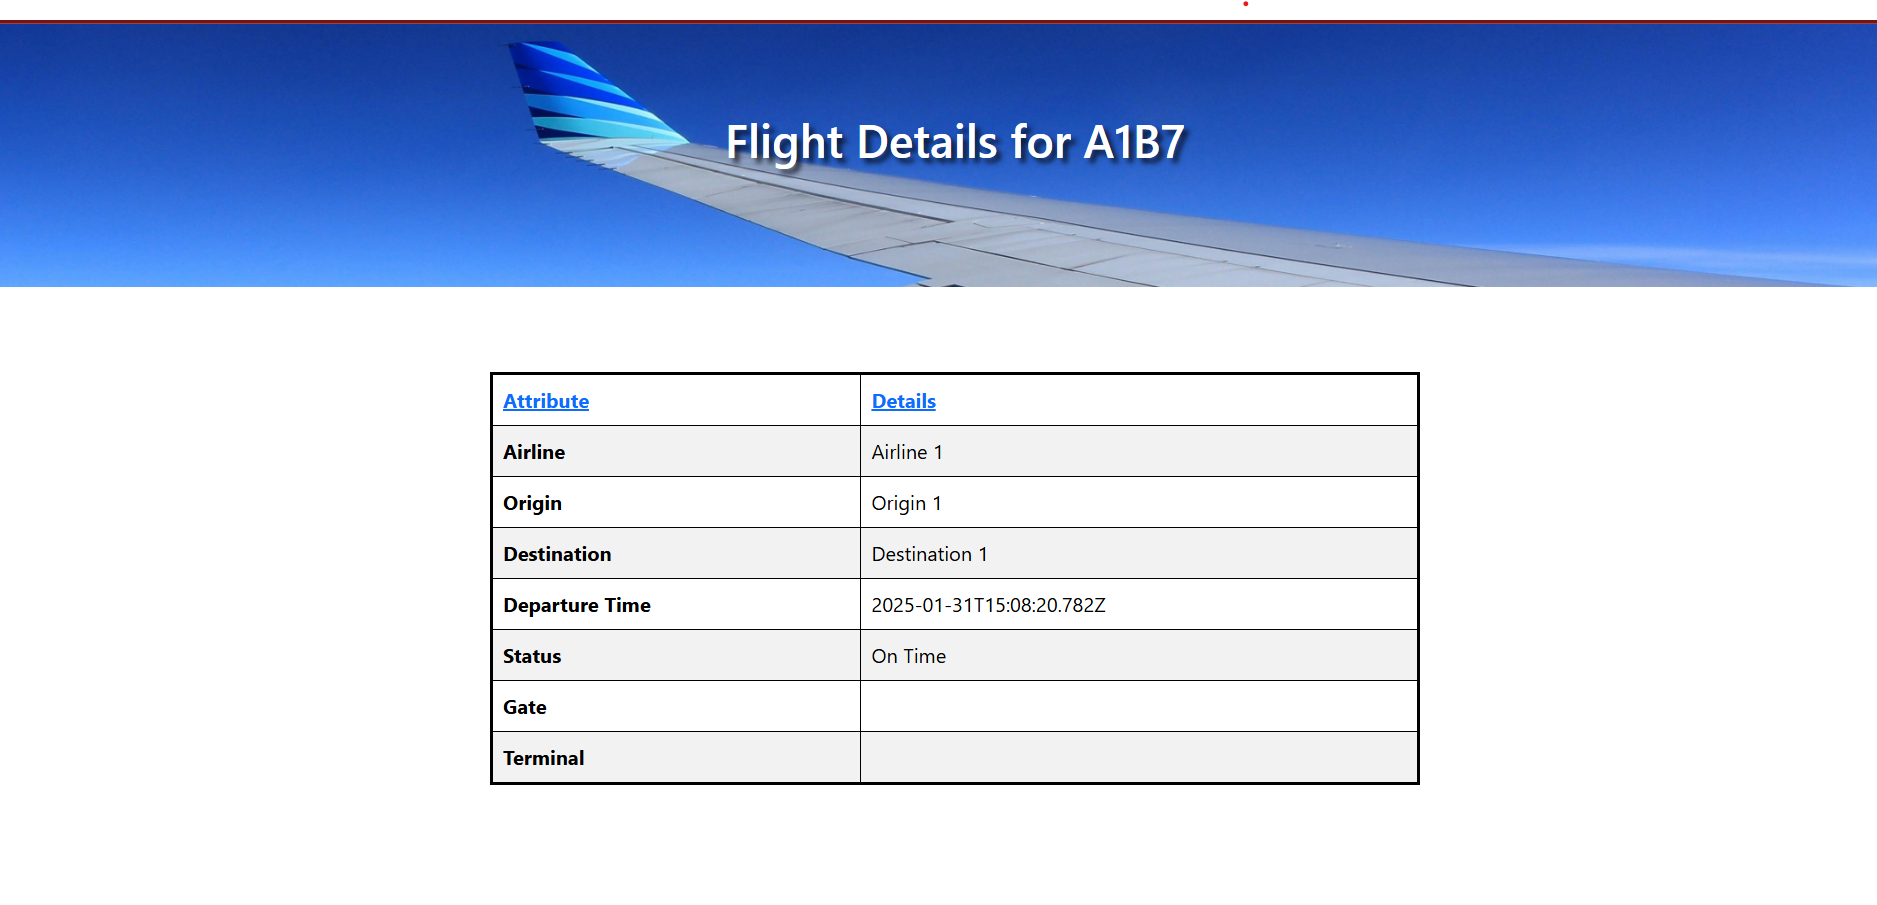 Flight Details for A1B7
Attribute Details
Airline Airline 1
Origin Origin 1
Destination Destination 1
Departure Time 2025-01-31T15:08:20.782Z
Status On Time
Gate
Terminal